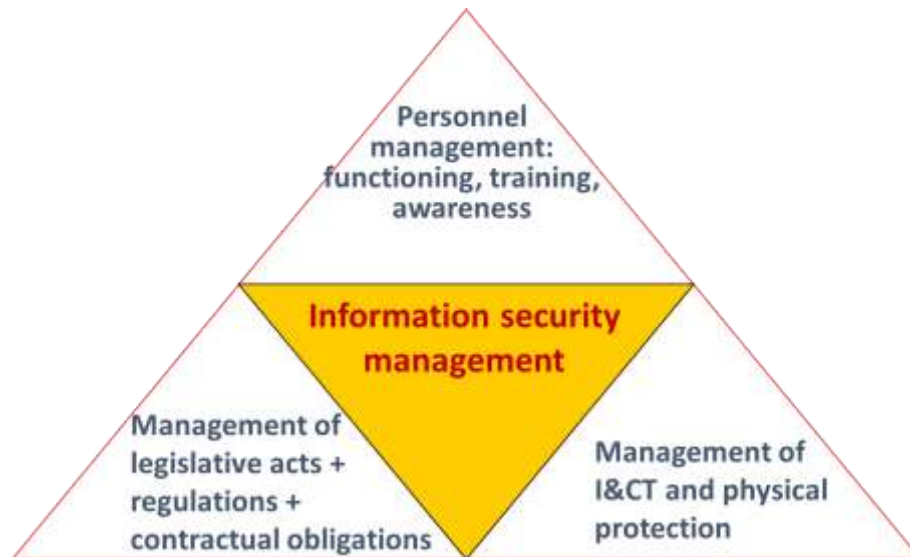 Personnel
management:
functioning, training,
awareness
Information security
management
Management of
legislative acts +
regulations +
contractual obligations
Management of
I&CT and physical
protection